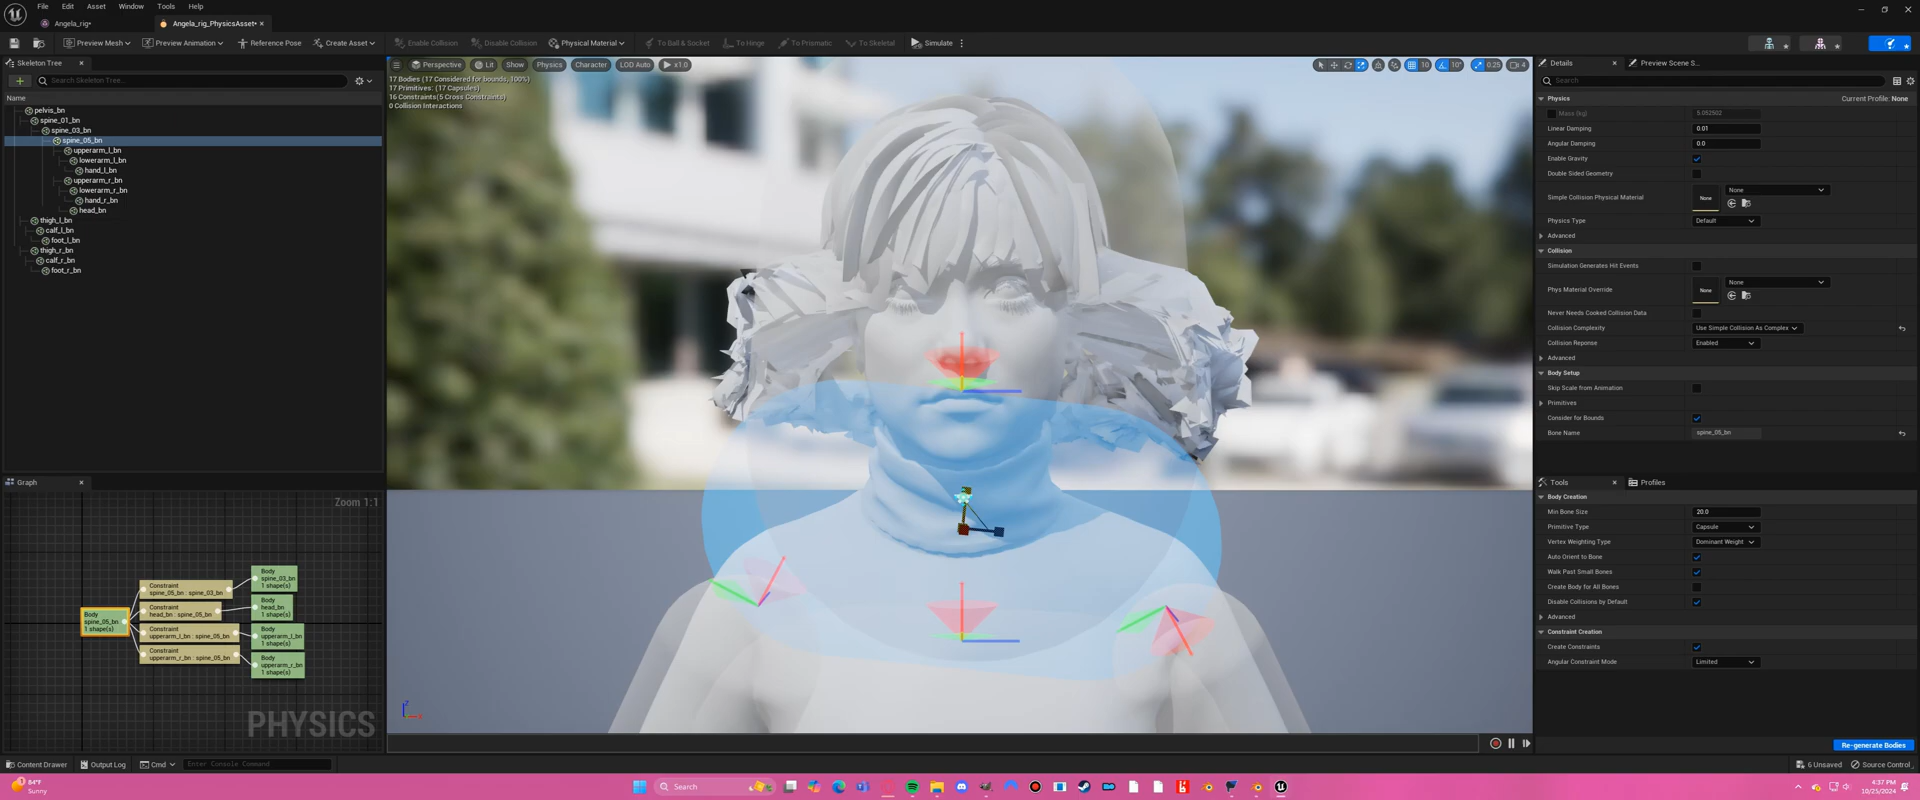 File Edit Asset Window Tools Help
Angela_rig•
Angela_rig_PhysicsAsset•
Preview Mesh
Preview Animation
Reference Pose
Create Asset
Enable Collision
Disable Collision
Physical Material
To Ball & Socket
To Hinge
To Prismatic
To Skeletal
Simulate
Skeleton Tree
Search Skeleton Tree...
Name
pelvis_bn
spine_01_bn
spine_03_bn
spine_05_bn
upperarm_l_bn
lowerarm_l_bn
hand_l_bn
upperarm_r_bn
lowerarm_r_bn
hand_r_bn
head_bn
thigh_l_bn
calf_l_bn
foot_l_bn
thigh_r_bn
calf_r_bn
foot_r_bn
Graph
Zoom 1:1
Body
spine_05_bn
1 shape(s)
Constraint
spine_05_bn : spine_03_bn
Constraint
head_bn : spine_05_bn
Constraint
upperarm_l_bn : spine_05_bn
Constraint
upperarm_r_bn : spine_05_bn
Body
spine_03_bn
1 shape(s)
Body
head_bn
1 shape(s)
Body
upperarm_l_bn
1 shape(s)
Body
upperarm_r_bn
1 shape(s)
PHYSICS
Perspective
Lit
Show
Physics
Character
LOD Auto
x1.0
10
10°
0.25
4
17 Bodies (17 Considered for bounds, 100%)
17 Primitives: (17 Capsules)
16 Constraints(5 Cross Constraints)
0 Collision Interactions
Details
Preview Scene S...
Search
Physics
Current Profile: None
Mass (kg) 5.052502
Linear Damping 0.01
Angular Damping 0.0
Enable Gravity
Double Sided Geometry
Simple Collision Physical Material None None
Physics Type Default
Advanced
Collision
Simulation Generates Hit Events
Phys Material Override None None
Never Needs Cooked Collision Data
Collision Complexity Use Simple Collision As Complex
Collision Reponse Enabled
Advanced
Body Setup
Skip Scale from Animation
Primitives
Consider for Bounds
Bone Name spine_05_bn
Tools
Profiles
Body Creation
Min Bone Size 20.0
Primitive Type Capsule
Vertex Weighting Type Dominant Weight
Auto Orient to Bone
Walk Past Small Bones
Create Body for All Bones
Disable Collisions by Default
Advanced
Constraint Creation
Create Constraints
Angular Constraint Mode Limited
Re-generate Bodies
Content Drawer
Output Log
Cmd
Enter Console Command
6 Unsaved
Source Control
84°F
Sunny
Search
4:37 PM
10/25/2024